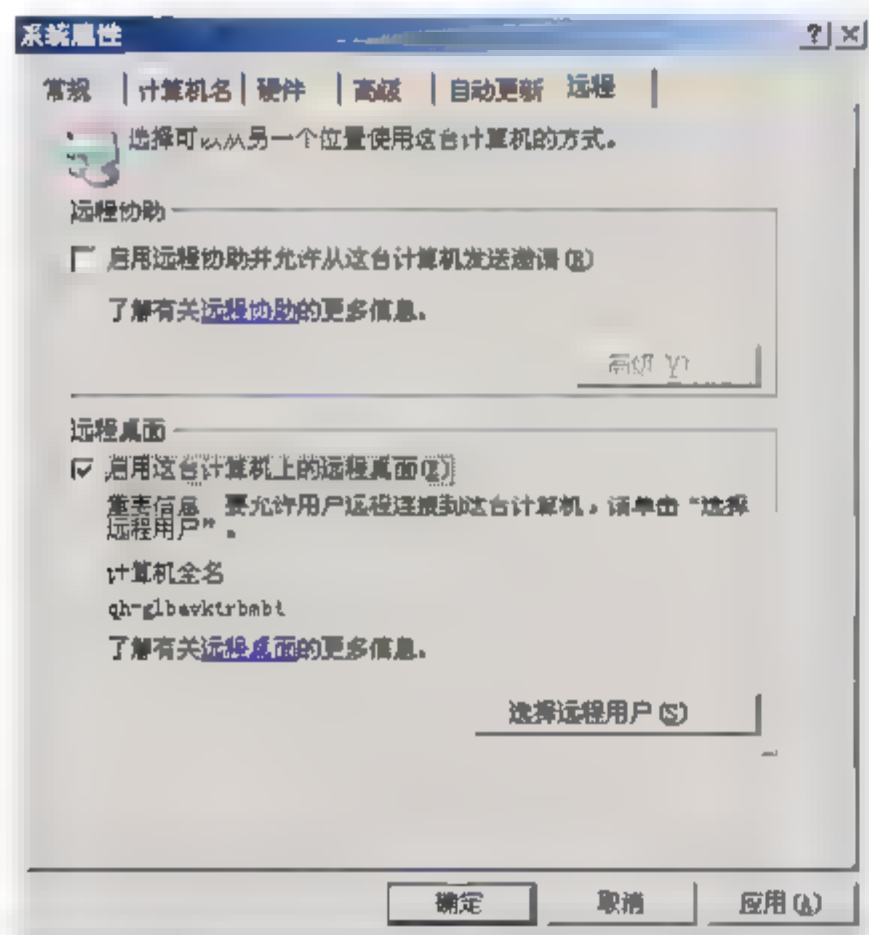 系统属性
常规 计算机名 硬件 高级 自动更新 远程
选择可以从另一个位置使用这台计算机的方式。
远程协助
启用远程协助并允许从这台计算机发送邀请(R)
了解有关远程协助的更多信息。
高级(V)
远程桌面
启用这台计算机上的远程桌面(E)
重要信息 要允许用户远程连接到这台计算机，请单击“选择
远程用户”。
计算机全名
了解有关远程桌面的更多信息。
选择远程用户(S)
确定 取消 应用(A)